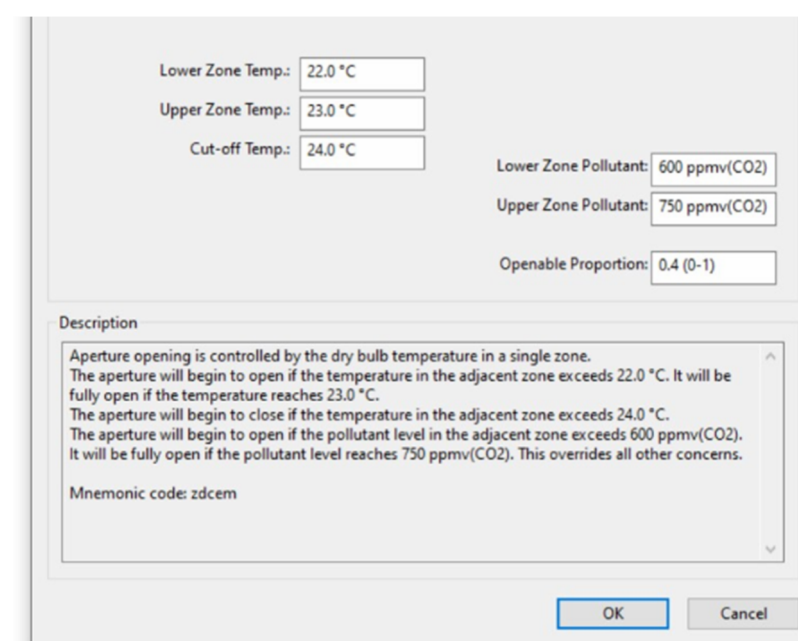 Lower Zone Temp.: 22.0 °C
Upper Zone Temp.: 23.0 °C
Cut-off Temp.: 24.0 °C
Lower Zone Pollutant: 600 ppmv(CO2)
Upper Zone Pollutant: 750 ppmv(CO2)
Openable Proportion: 0.4 (0-1)
Description
Aperture opening is controlled by the dry bulb temperature in a single zone.
The aperture will begin to open if the temperature in the adjacent zone exceeds 22.0 °C. It will be
fully open if the temperature reaches 23.0 °C.
The aperture will begin to close if the temperature in the adjacent zone exceeds 24.0 °C.
The aperture will begin to open if the pollutant level in the adjacent zone exceeds 600 ppmv(CO2).
It will be fully open if the pollutant level reaches 750 ppmv(CO2). This overrides all other concerns.
Mnemonic code: zdcem
OK Cancel